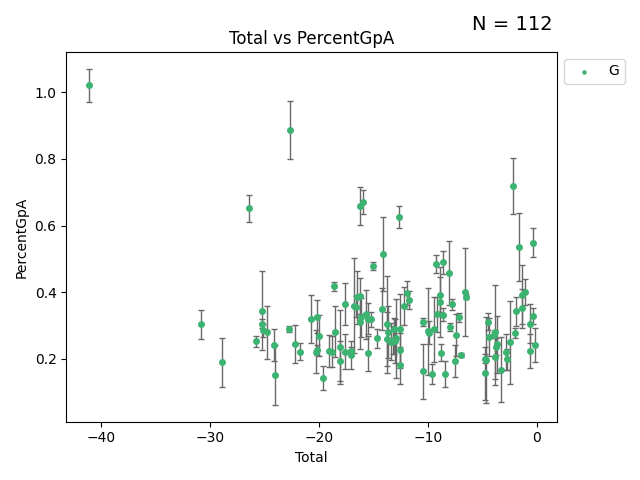 N = 112
Total vs PercentGpA
G
PercentGpA
1.0
0.8
0.6
0.4
0.2
−40 −30 −20 −10 0
Total